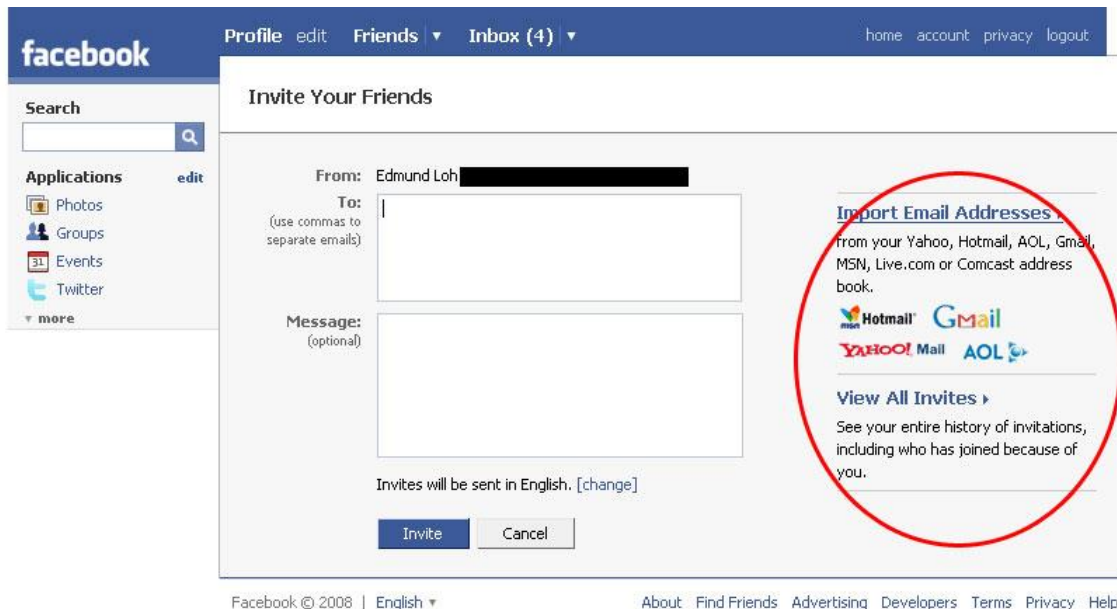 facebook
Profile edit Friends ▾ Inbox (4) ▾ home account privacy logout
Search
Applications edit
Photos
Groups
31 Events
Twitter
▾ more
Invite Your Friends
From: Edmund Loh
To:
(use commas to
separate emails)
Message:
(optional)
Invites will be sent in English. [change]
Invite Cancel
Import Email Addresses ▸
from your Yahoo, Hotmail, AOL, Gmail,
MSN, Live.com or Comcast address
book.
msn Hotmail Gmail
YAHOO! Mail AOL
View All Invites ▸
See your entire history of invitations,
including who has joined because of
you.
Facebook © 2008 | English ▾ About Find Friends Advertising Developers Terms Privacy Help